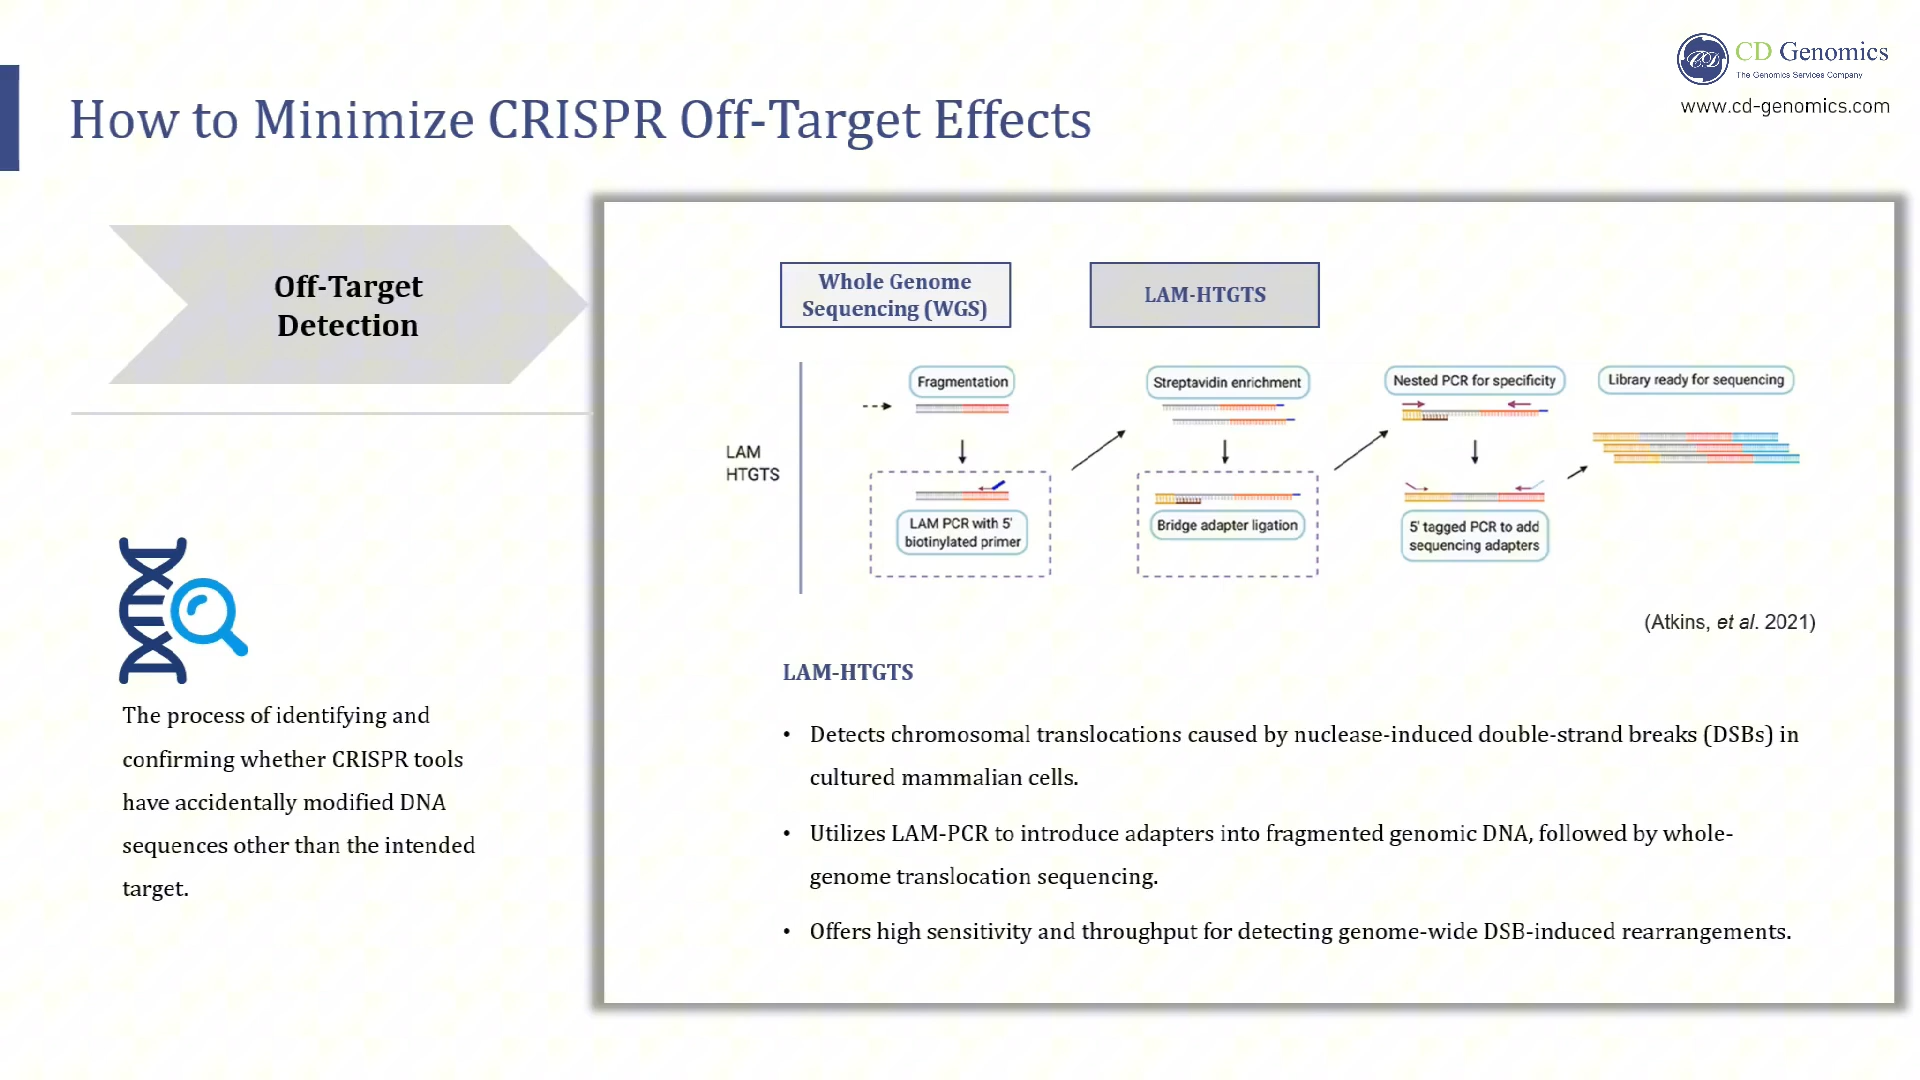 CD Genomics
The Genomics Services Company
www.cd-genomics.com
How to Minimize CRISPR Off-Target Effects
Off-Target
Detection
The process of identifying and
confirming whether CRISPR tools
have accidentally modified DNA
sequences other than the intended
target.
Whole Genome
Sequencing (WGS)
LAM-HTGTS
LAM
HTGTS
Fragmentation
LAM PCR with 5'
biotinylated primer
Streptavidin enrichment
Bridge adapter ligation
Nested PCR for specificity
5' tagged PCR to add
sequencing adapters
Library ready for sequencing
(Atkins, et al. 2021)
LAM-HTGTS
• Detects chromosomal translocations caused by nuclease-induced double-strand breaks (DSBs) in
cultured mammalian cells.
• Utilizes LAM-PCR to introduce adapters into fragmented genomic DNA, followed by whole-
genome translocation sequencing.
• Offers high sensitivity and throughput for detecting genome-wide DSB-induced rearrangements.